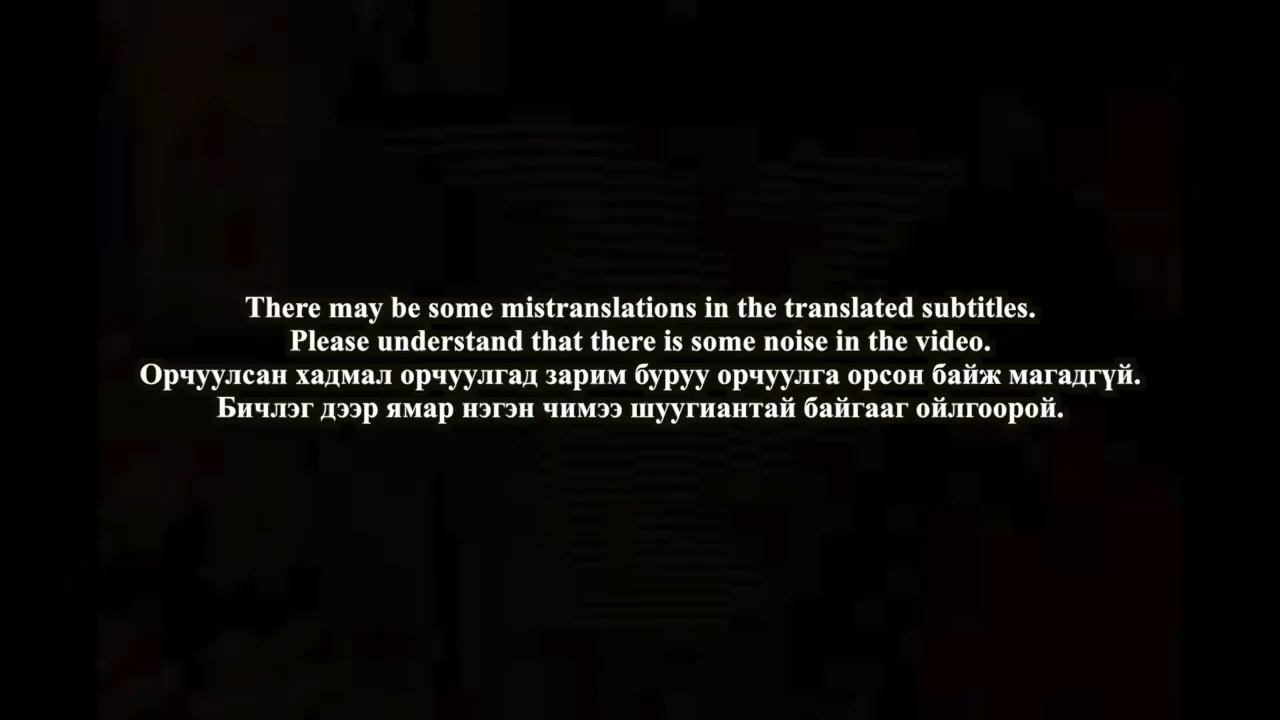 There may be some mistranslations in the translated subtitles.
Please understand that there is some noise in the video.
Орчуулсан хадмал орчуулгад зарим буруу орчуулга орсон байж магадгүй.
Бичлэг дээр ямар нэгэн чимээ шуугиантай байгааг ойлгоорой.